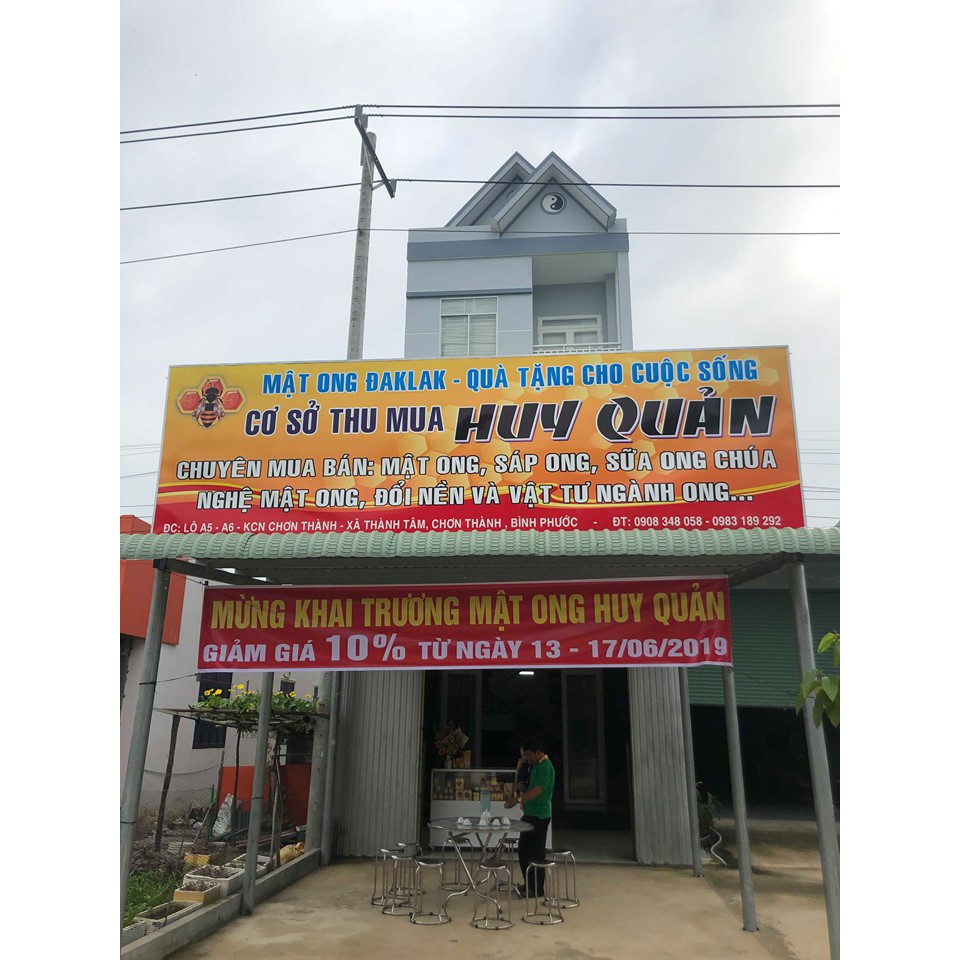 MẬT ONG ĐAKLAK - QUÀ TẶNG CHO CUỘC SỐNG
CƠ SỞ THU MUA HUY QUẢN
CHUYÊN MUA BÁN: MẬT ONG, SÁP ONG, SỮA ONG CHÚA
NGHỆ MẬT ONG, ĐỔI NỀN VÀ VẬT TƯ NGÀNH ONG...
ĐC: LÔ A5 - A6 - KCN CHƠN THÀNH - XÃ THÀNH TÂM, CHƠN THÀNH , BÌNH PHƯỚC - ĐT: 0908 348 058 - 0983 189 292
MỪNG KHAI TRƯƠNG MẬT ONG HUY QUẢN
GIẢM GIÁ 10% TỪ NGÀY 13 - 17/06/2019